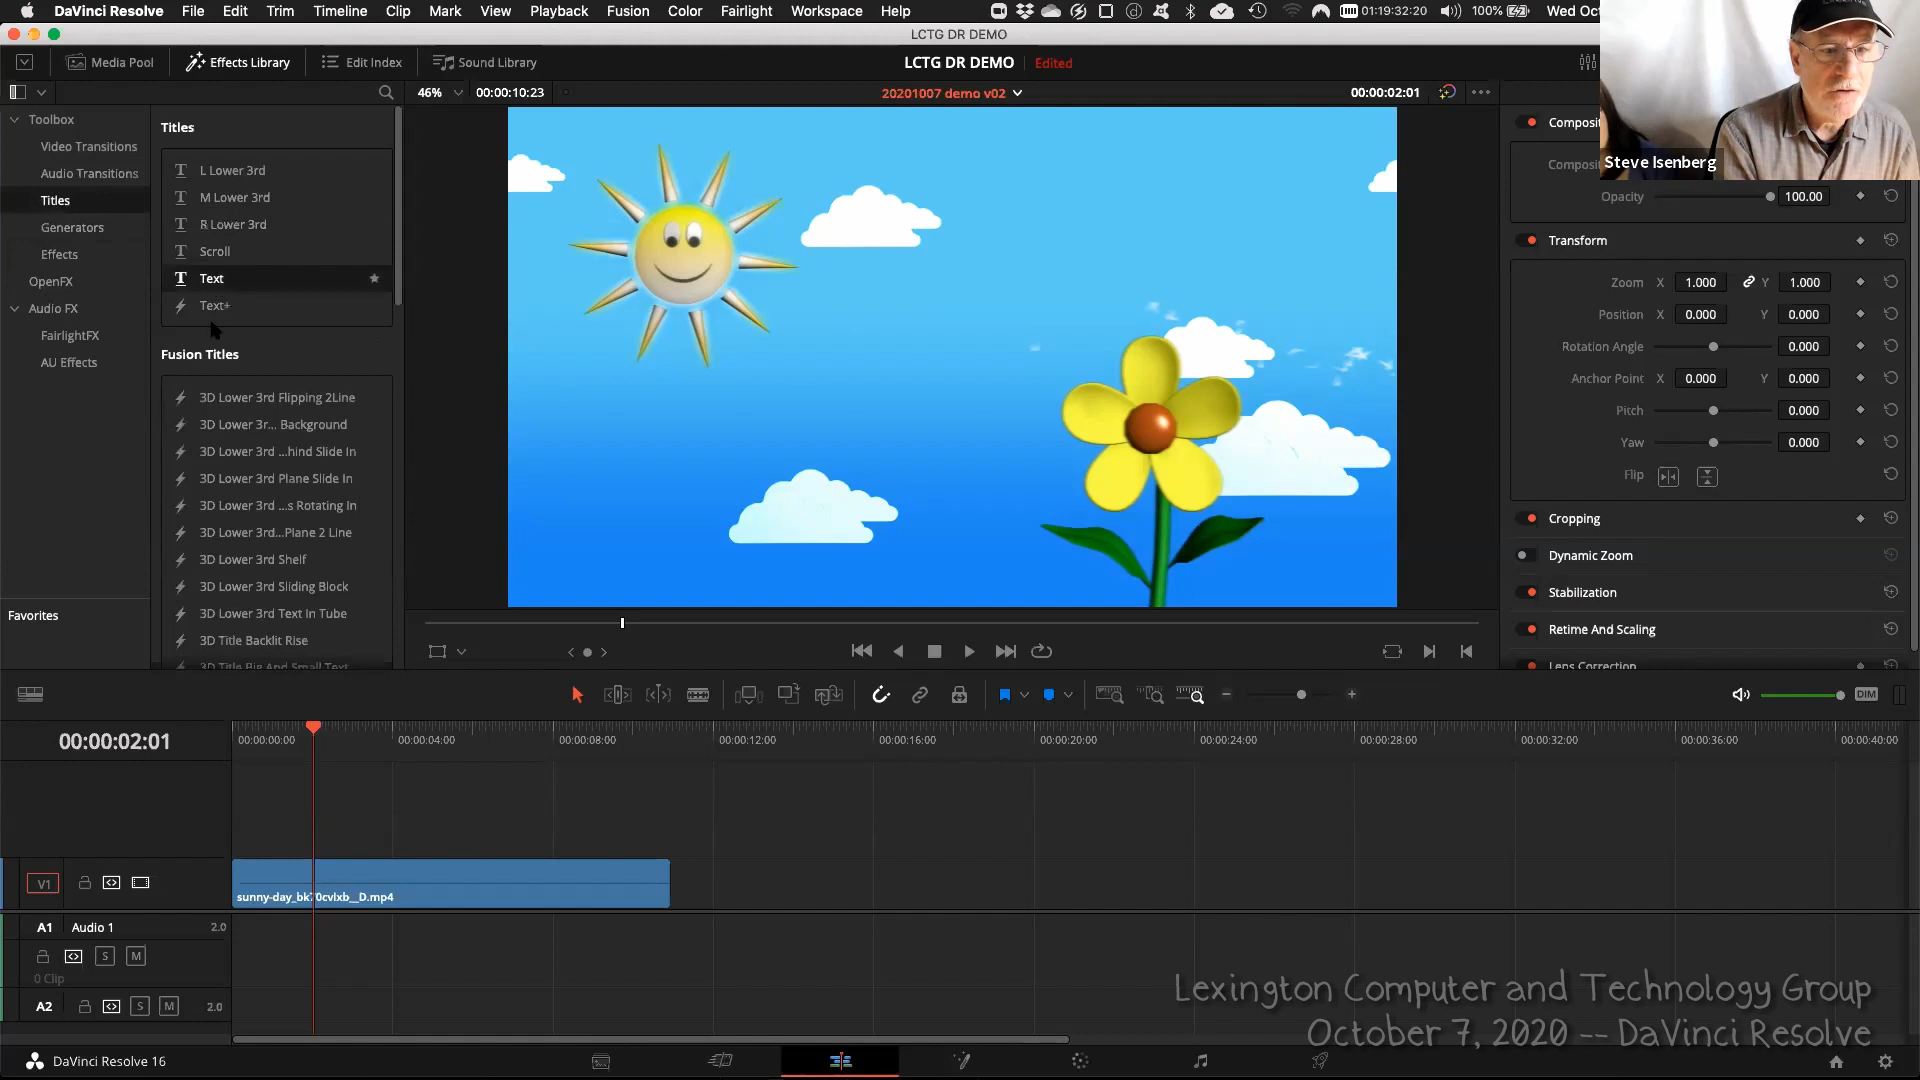 DaVinci Resolve File Edit Trim Timeline Clip Mark View Playback Fusion Color Fairlight Workspace Help 01:19:32:20 100% Wed Oc
LCTG DR DEMO
Media Pool Effects Library Edit Index Sound Library LCTG DR DEMO Edited
46% 00:00:10:23 20201007 demo v02 00:00:02:01
Steve Isenberg
Toolbox
Video Transitions
Audio Transitions
Titles
Generators
Effects
OpenFX
Audio FX
FairlightFX
AU Effects
Favorites
Titles
L Lower 3rd
M Lower 3rd
R Lower 3rd
Scroll
Text
Text+
Fusion Titles
3D Lower 3rd Flipping 2Line
3D Lower 3r... Background
3D Lower 3rd ...hind Slide In
3D Lower 3rd Plane Slide In
3D Lower 3rd ...s Rotating In
3D Lower 3rd...Plane 2 Line
3D Lower 3rd Shelf
3D Lower 3rd Sliding Block
3D Lower 3rd Text In Tube
3D Title Backlit Rise
3D Title Big And Small Text
Composit
Composit
Opacity 100.00
Transform
Zoom X 1.000 Y 1.000
Position X 0.000 Y 0.000
Rotation Angle 0.000
Anchor Point X 0.000 Y 0.000
Pitch 0.000
Yaw 0.000
Flip
Cropping
Dynamic Zoom
Stabilization
Retime And Scaling
Lens Correction
DIM
00:00:02:01 00:00:00:00 00:00:04:00 00:00:08:00 00:00:12:00 00:00:16:00 00:00:20:00 00:00:24:00 00:00:28:00 00:00:32:00 00:00:36:00 00:00:40:00
V1
sunny-day_bk70cvlxb__D.mp4
A1 Audio 1 2.0
S M
0 Clip
A2 S M 2.0
Lexington Computer and Technology Group
October 7, 2020 -- DaVinci Resolve
DaVinci Resolve 16